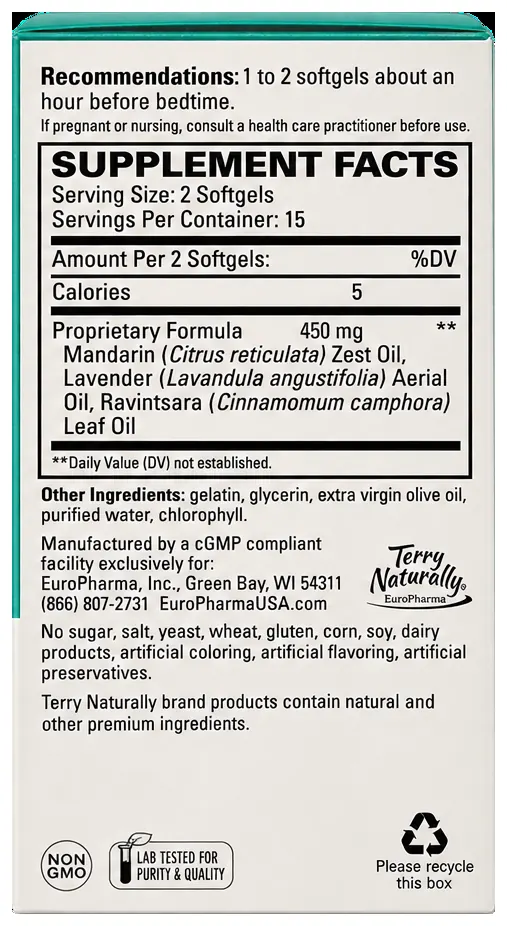 Recommendations: 1 to 2 softgels about an
hour before bedtime.
If pregnant or nursing, consult a health care practitioner before use.
SUPPLEMENT FACTS
Serving Size: 2 Softgels
Servings Per Container: 15
Amount Per 2 Softgels: %DV
Calories 5
Proprietary Formula 450 mg **
Mandarin (Citrus reticulata) Zest Oil,
Lavender (Lavandula angustifolia) Aerial
Oil, Ravintsara (Cinnamomum camphora)
Leaf Oil
**Daily Value (DV) not established.
Other Ingredients: gelatin, glycerin, extra virgin olive oil,
purified water, chlorophyll.
Manufactured by a cGMP compliant
facility exclusively for:
EuroPharma, Inc., Green Bay, WI 54311
(866) 807-2731 EuroPharmaUSA.com
Terry
Naturally®
EuroPharma
No sugar, salt, yeast, wheat, gluten, corn, soy, dairy
products, artificial coloring, artificial flavoring, artificial
preservatives.
Terry Naturally brand products contain natural and
other premium ingredients.
NON
GMO
LAB TESTED FOR
PURITY & QUALITY
Please recycle
this box